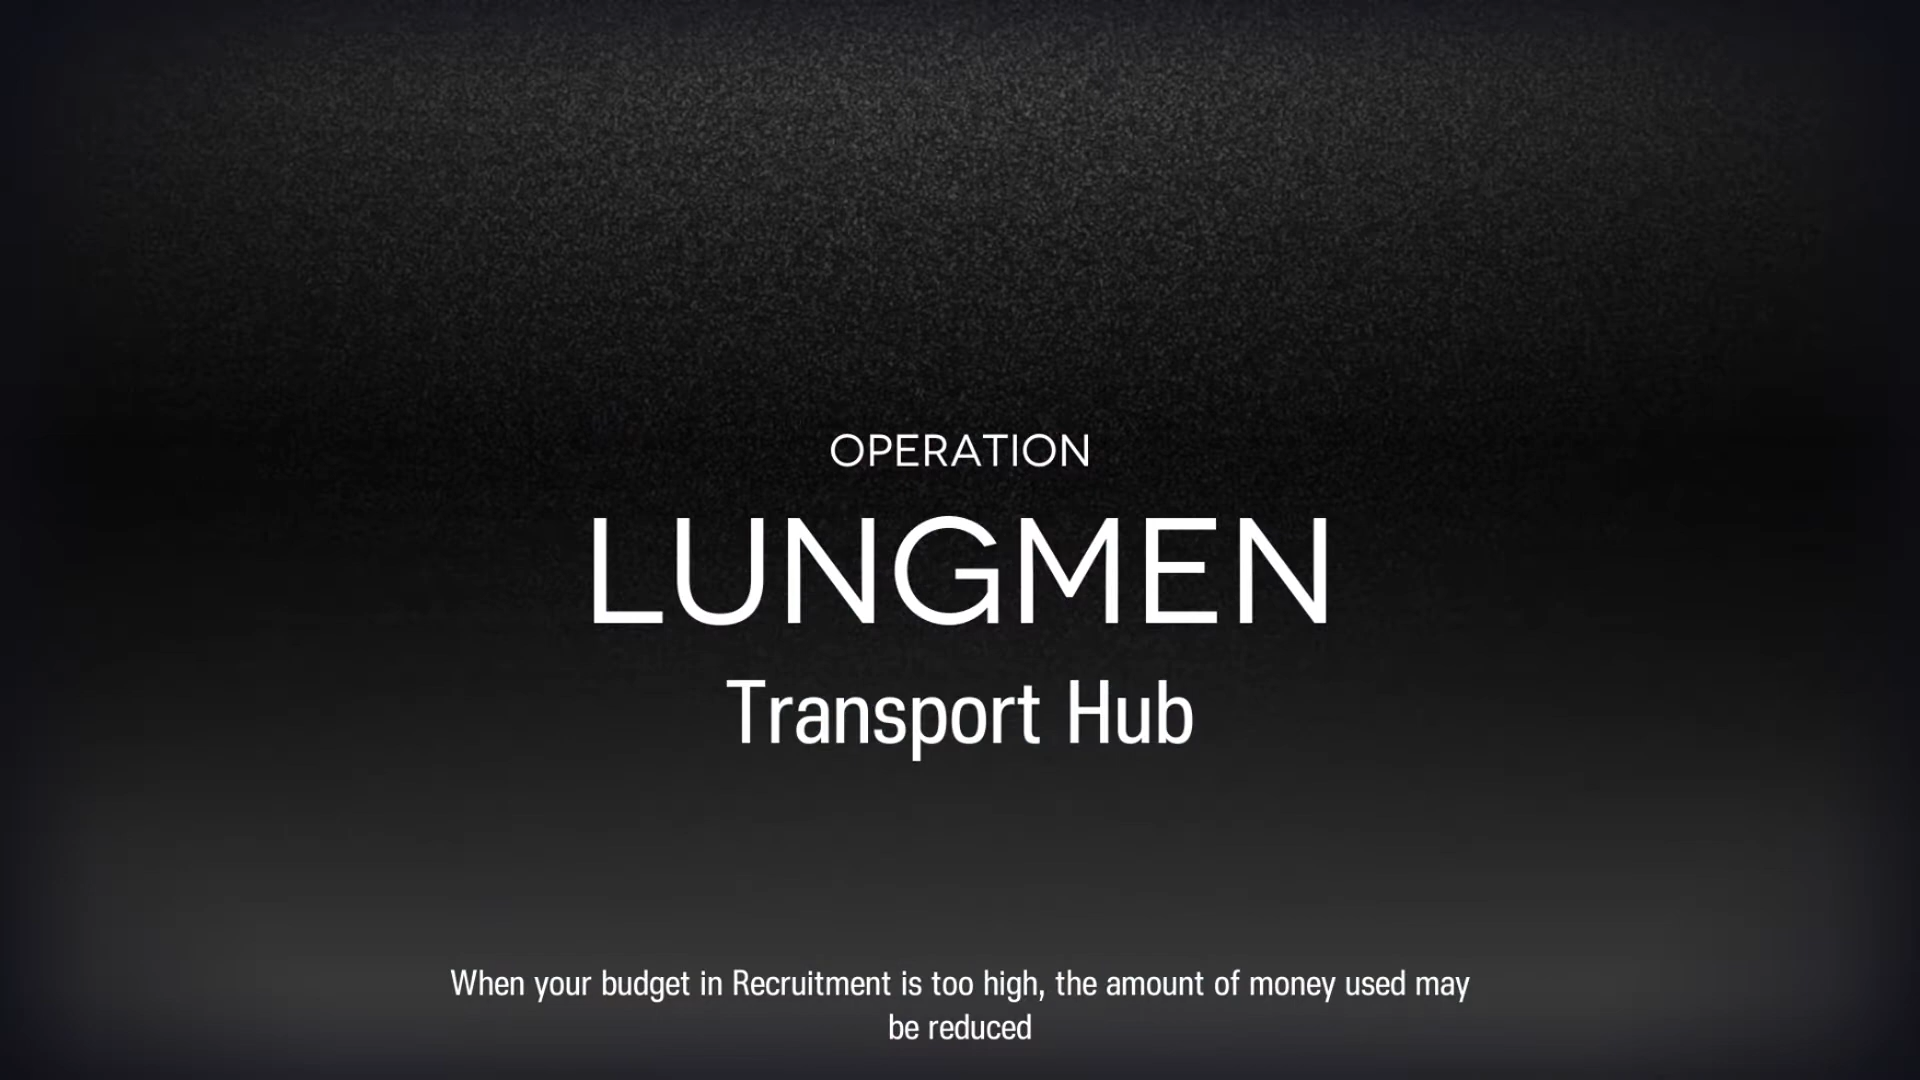 OPERATION
LUNGMEN
Transport Hub
When your budget in Recruitment is too high, the amount of money used may
be reduced